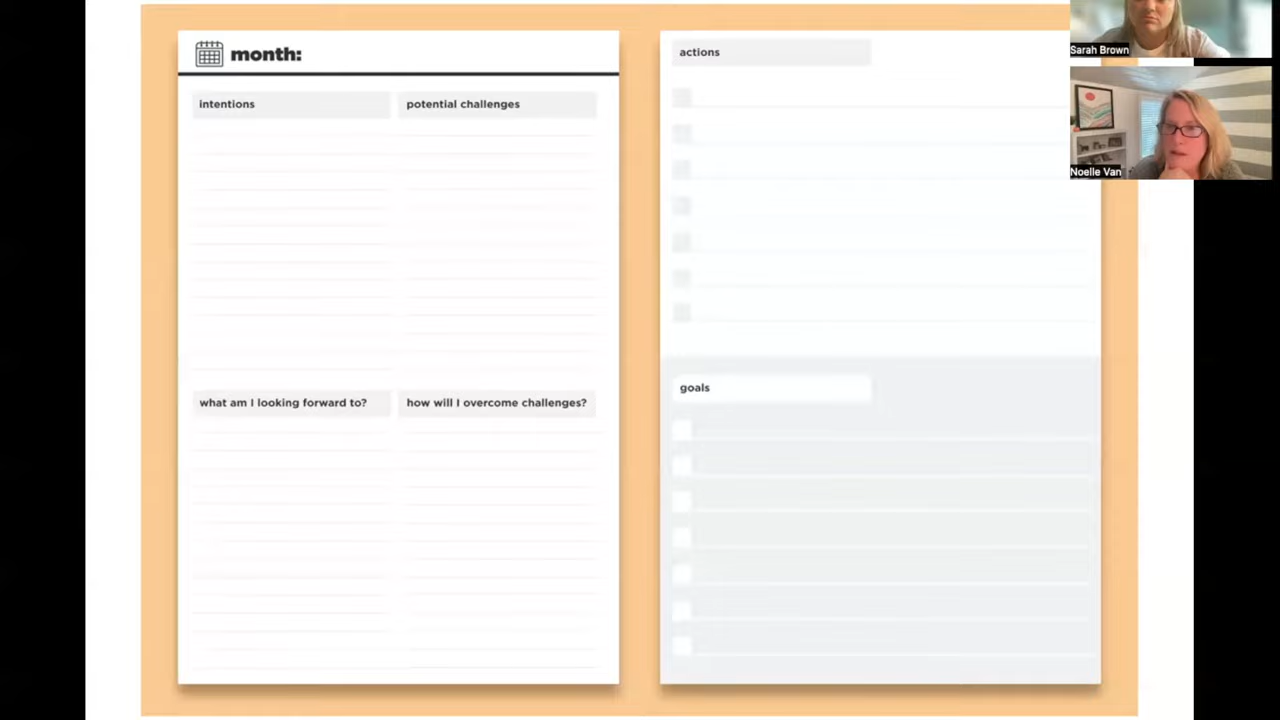 month:
intentions
potential challenges
what am I looking forward to?
how will I overcome challenges?
actions
goals
Sarah Brown
Noelle Van